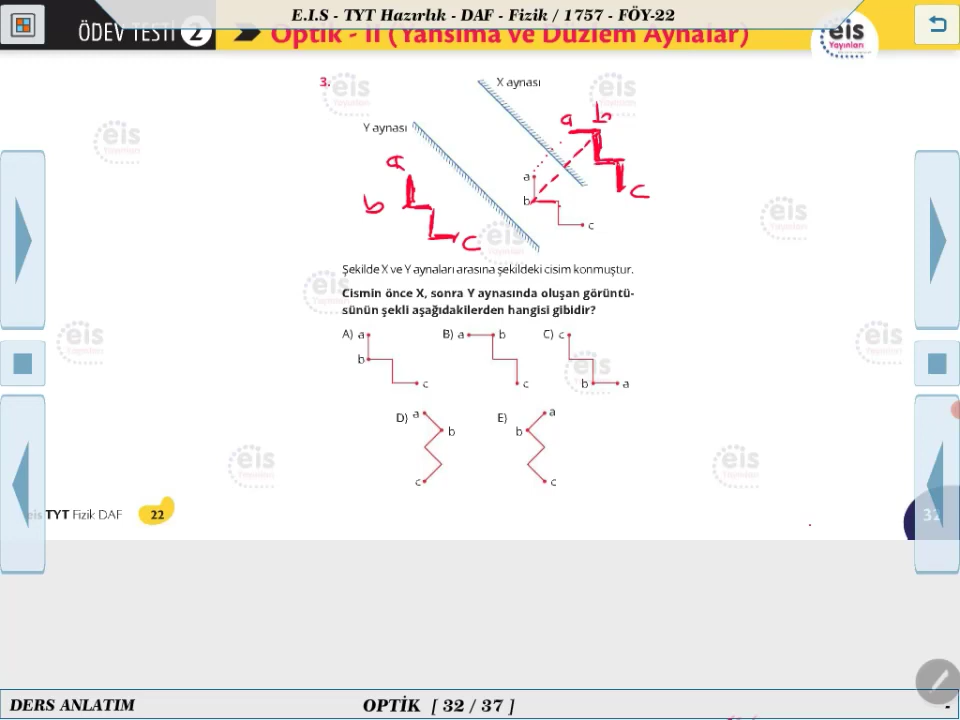 E.I.S - TYT Hazırlık - DAF - Fizik / 1757 - FÖY-22
ÖDEV TESTİ 2
Optik - II (Yansıma ve Düzlem Aynalar)
eis
Yayınları
3.
X aynası
Y aynası
a
b
c
a b
c
a
b
c
Şekilde X ve Y aynaları arasına şekildeki cisim konmuştur.
Cismin önce X, sonra Y aynasında oluşan görüntü-
sünün şekli aşağıdakilerden hangisi gibidir?
A) a b c
B) a b c
C) c b a
D) a b c
E) a b c
eis TYT Fizik DAF 22
32
DERS ANLATIM
OPTİK [ 32 / 37 ]
-